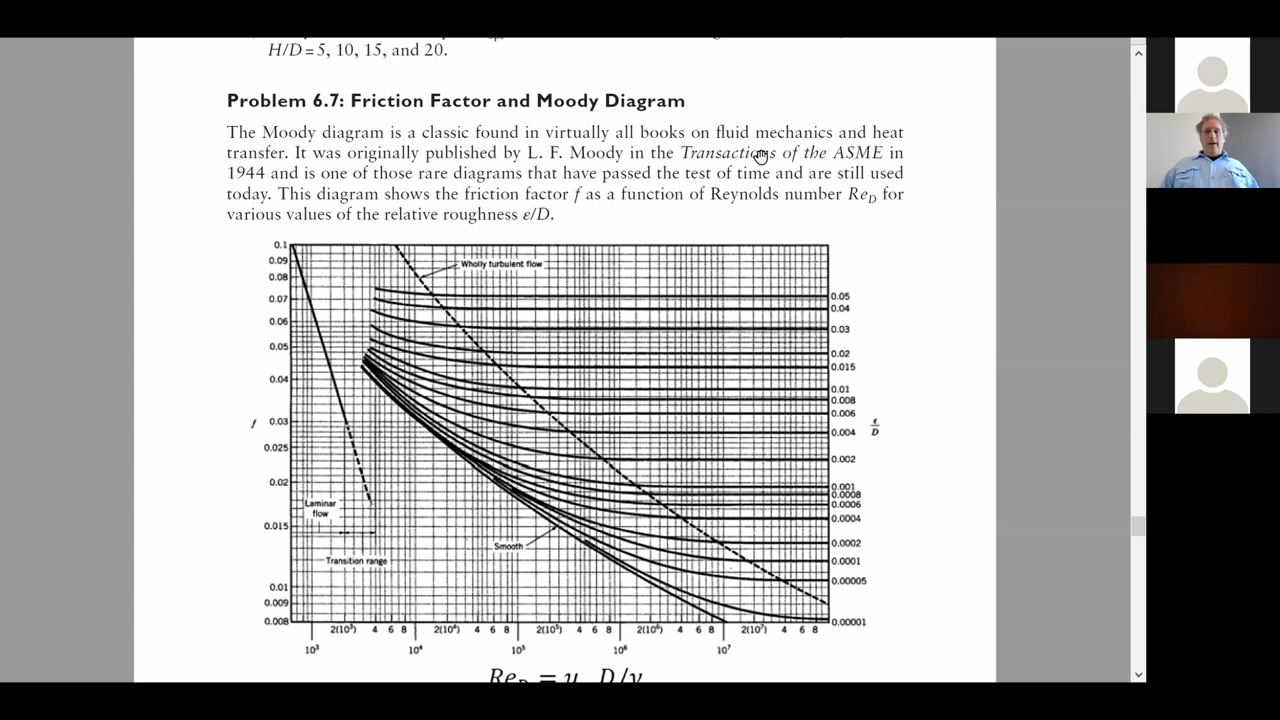 H/D = 5, 10, 15, and 20.
Problem 6.7: Friction Factor and Moody Diagram
The Moody diagram is a classic found in virtually all books on fluid mechanics and heat
transfer. It was originally published by L. F. Moody in the Transactions of the ASME in
1944 and is one of those rare diagrams that have passed the test of time and are still used
today. This diagram shows the friction factor f as a function of Reynolds number Re_D for
various values of the relative roughness ε/D.
0.1
0.09
0.08
0.07
0.06
0.05
0.04
f
0.03
0.025
0.02
0.015
0.01
0.009
0.008
Wholly turbulent flow
Laminar
flow
Transition range
Smooth
0.05
0.04
0.03
0.02
0.015
0.01
0.008
0.006
0.004
ε/D
0.002
0.001
0.0008
0.0006
0.0004
0.0002
0.0001
0.00005
0.00001
2(10³) 4 6 8 2(10⁴) 4 6 8 2(10⁵) 4 6 8 2(10⁶) 4 6 8 2(10⁷) 4 6 8
10³ 10⁴ 10⁵ 10⁶ 10⁷
Re_D = u D/ν